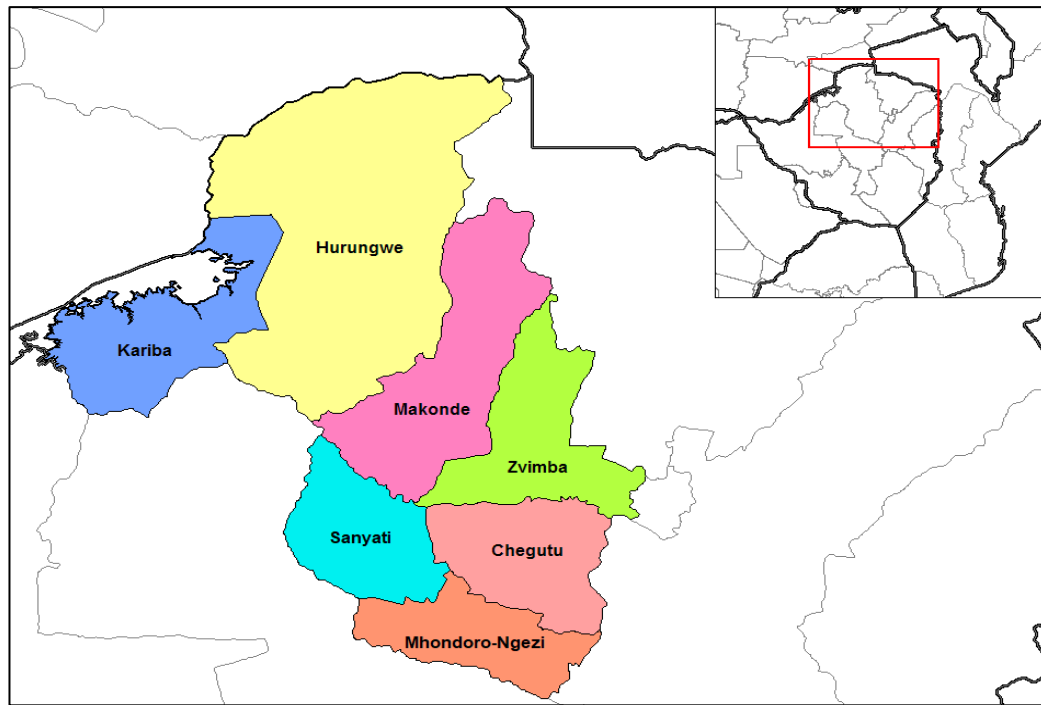 Hurungwe
Kariba
Makonde
Zvimba
Sanyati
Chegutu
Mhondoro-Ngezi